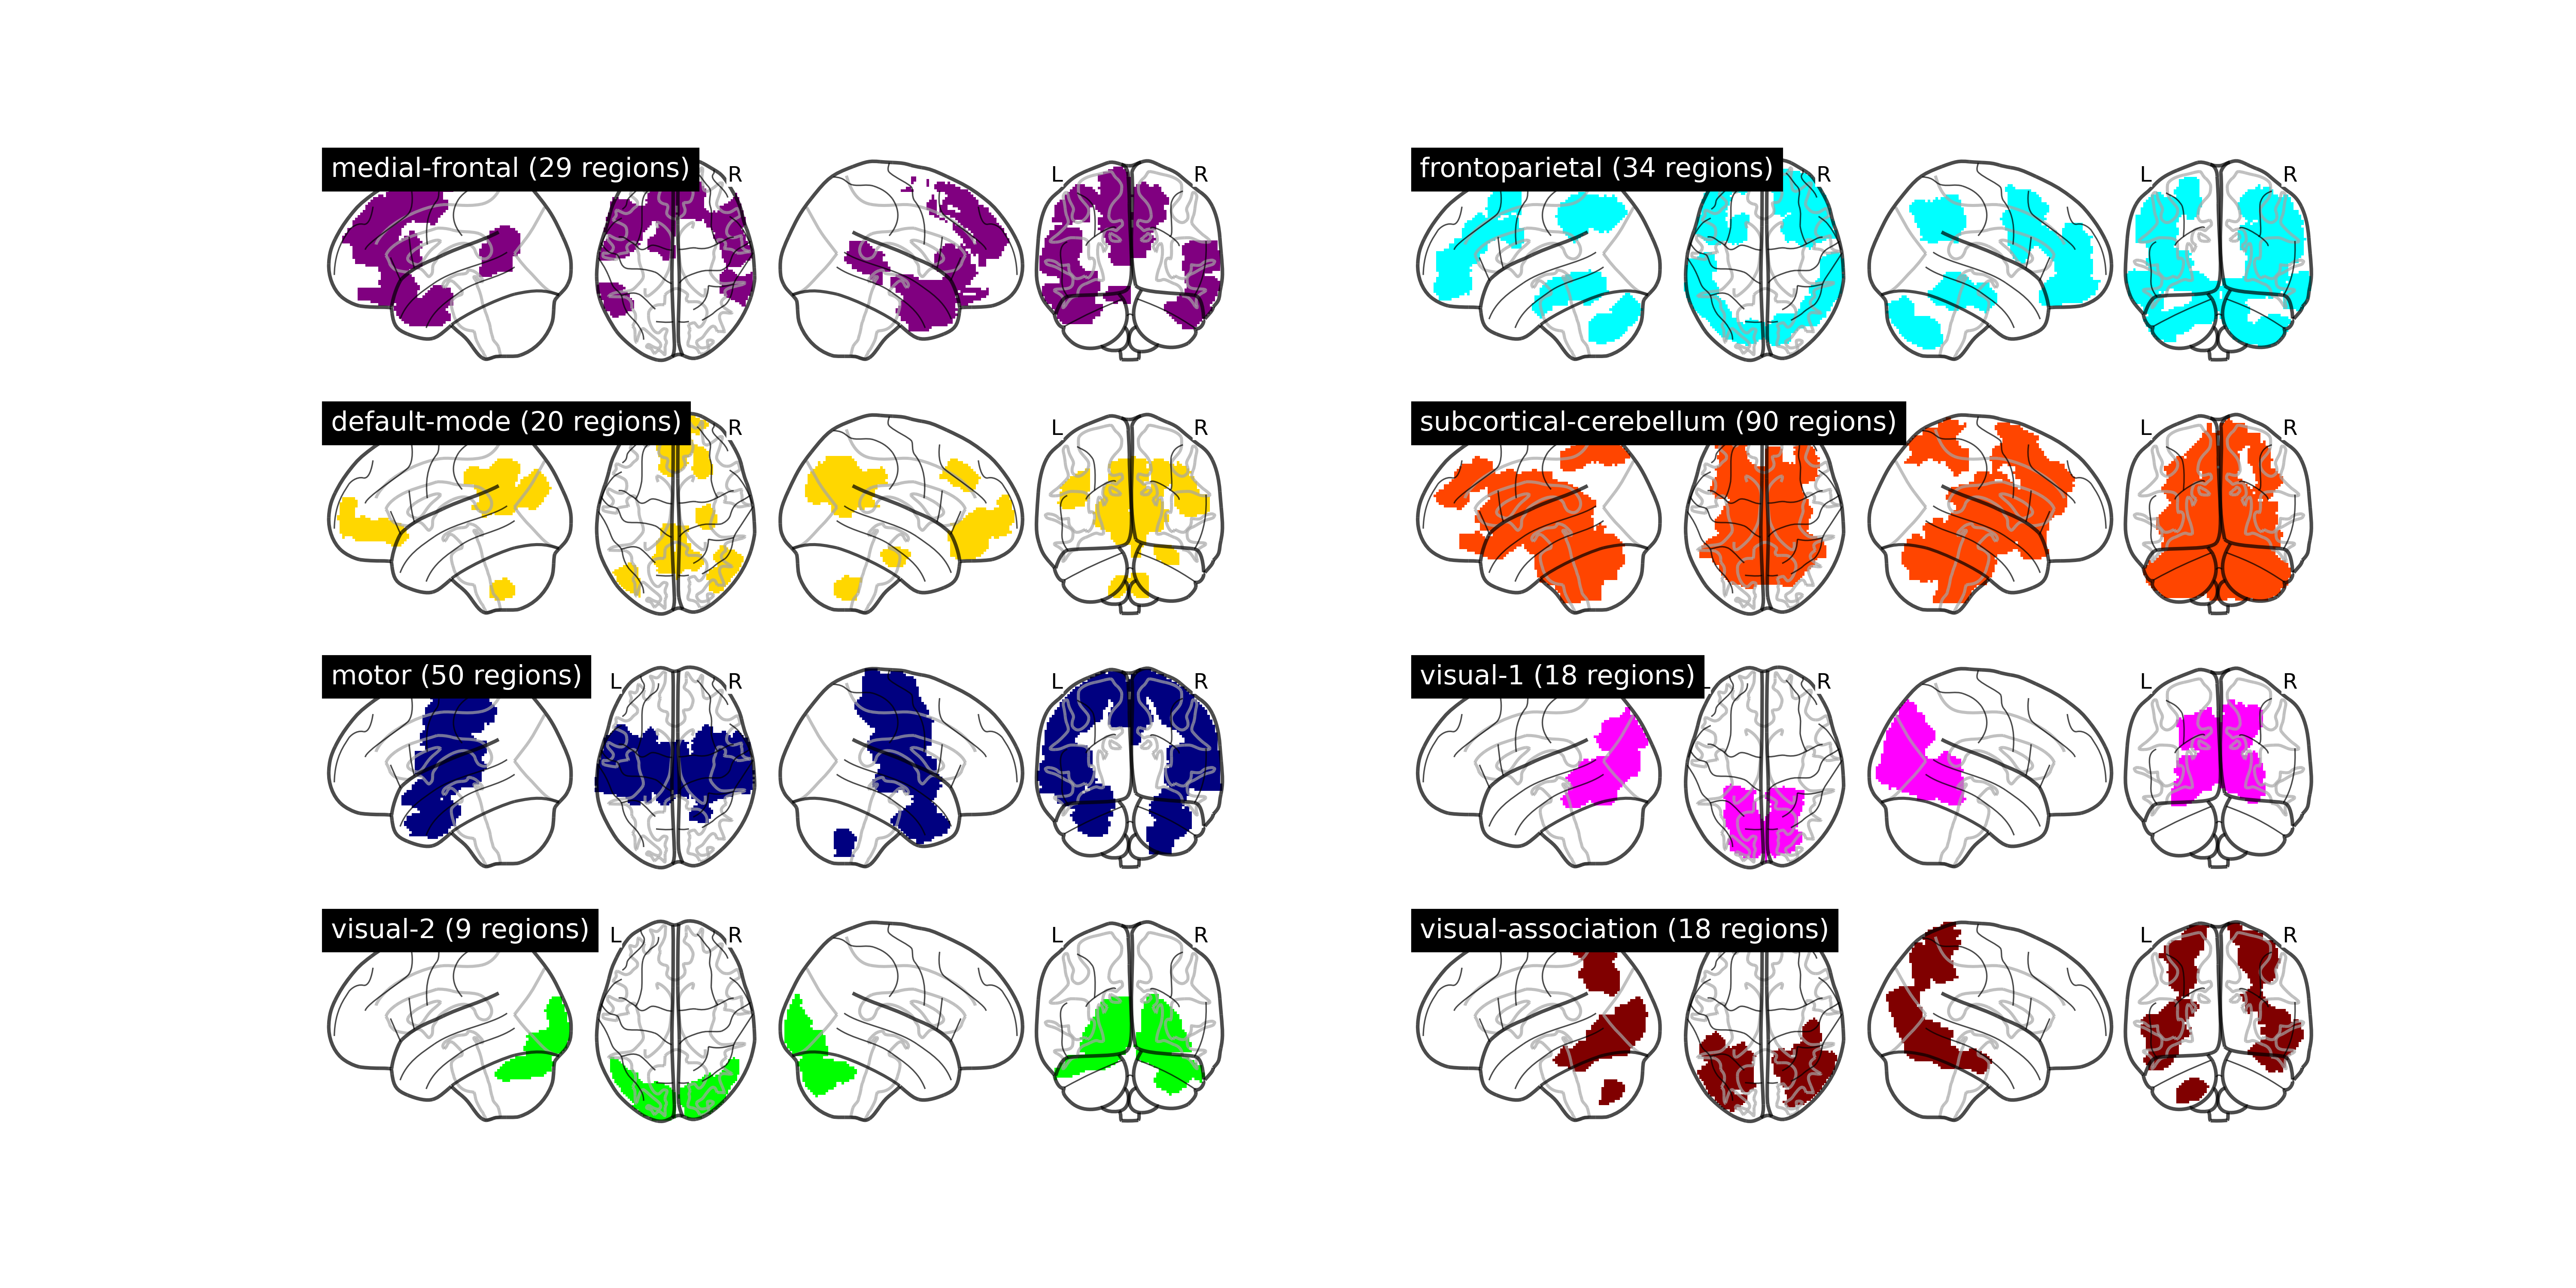 medial-frontal (29 regions)
R
L R
frontoparietal (34 regions)
R
L R
default-mode (20 regions)
R
L R
subcortical-cerebellum (90 regions)
L R
motor (50 regions)
L R
L R
visual-1 (18 regions)
R
L R
visual-2 (9 regions)
L R
L R
visual-association (18 regions)
L R